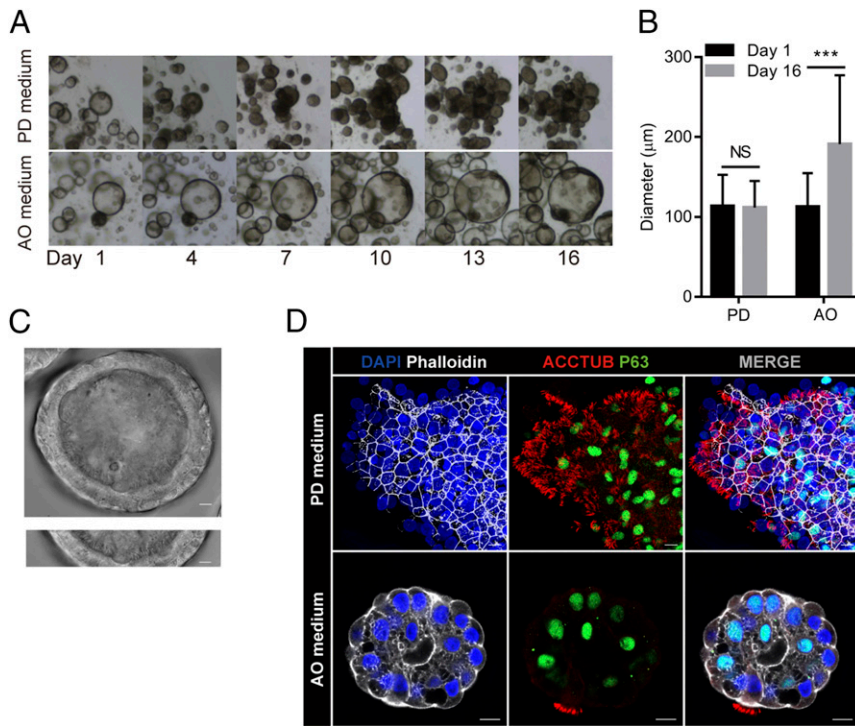 A
PD medium
AO medium
Day 1 4 7 10 13 16
B
Day 1
Day 16
***
NS
Diameter (μm)
300
200
100
0
PD AO
C
D
DAPI Phalloidin ACCTUB P63 MERGE
PD medium
AO medium